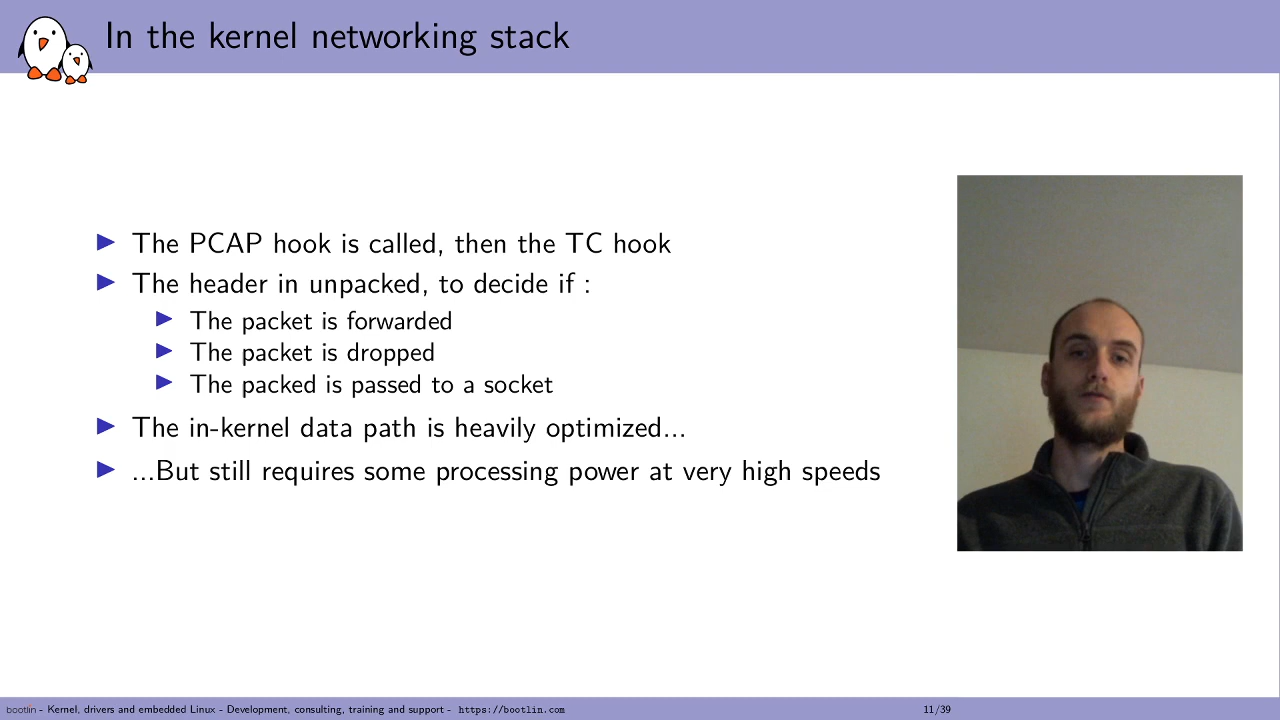 In the kernel networking stack
The PCAP hook is called, then the TC hook
The header in unpacked, to decide if :
The packet is forwarded
The packet is dropped
The packed is passed to a socket
The in-kernel data path is heavily optimized...
...But still requires some processing power at very high speeds
bootlin - Kernel, drivers and embedded Linux - Development, consulting, training and support - https://bootlin.com
11/39